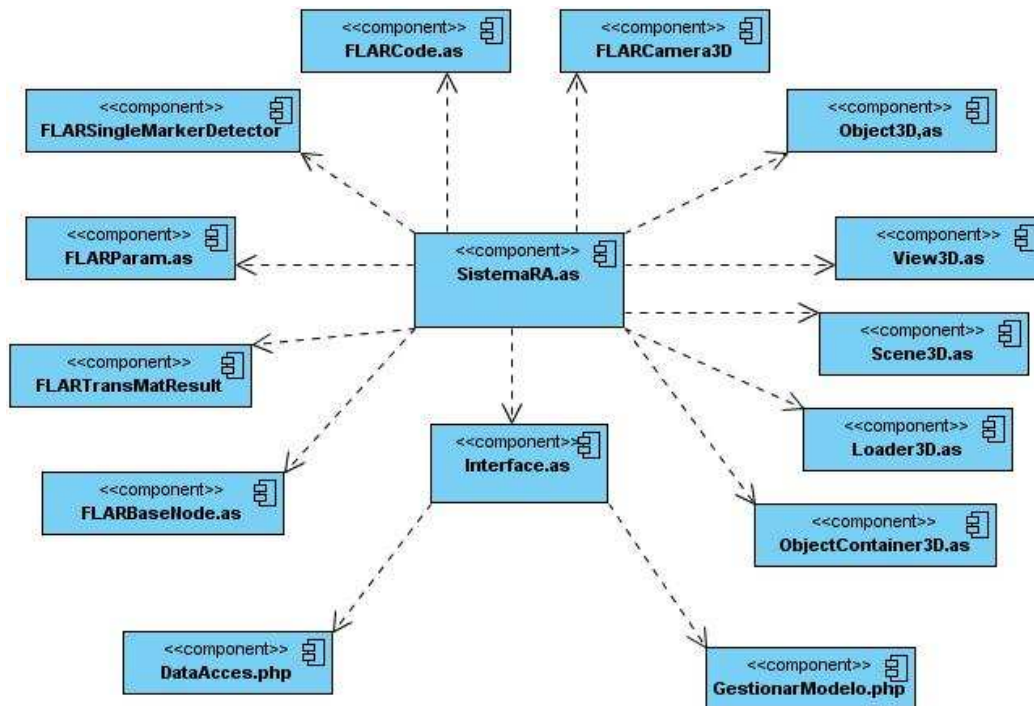 <<component>>
FLARCode.as
<<component>>
FLARCamera3D
<<component>>
FLARSingleMarkerDetector
<<component>>
Object3D,as
<<component>>
FLARParam.as
<<component>>
SistemaRA.as
<<component>>
View3D.as
<<component>>
Scene3D.as
<<component>>
FLARTransMatResult
<<component>>
Loader3D.as
<<component>>
Interface.as
<<component>>
FLARBaseNode.as
<<component>>
ObjectContainer3D.as
<<component>>
DataAcces.php
<<component>>
GestionarModelo.php